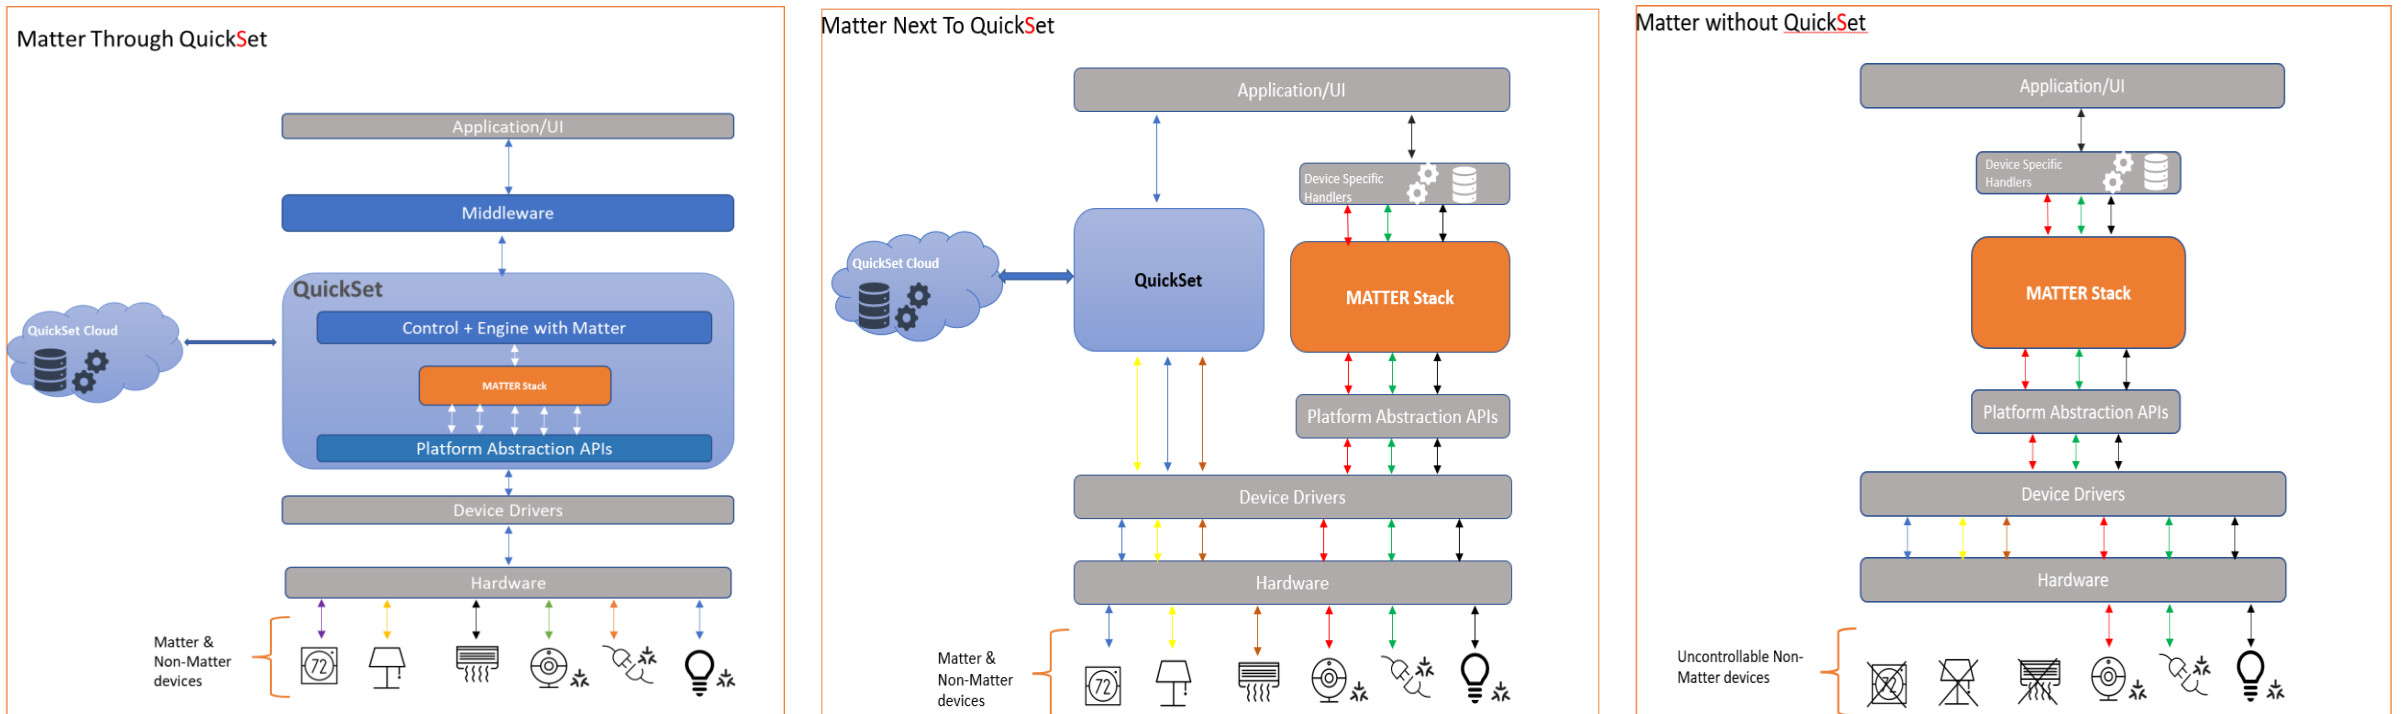 Matter Through QuickSet
Application/UI
Middleware
QuickSet
QuickSet Cloud
Control + Engine with Matter
MATTER Stack
Platform Abstraction APIs
Device Drivers
Hardware
Matter &
Non-Matter
devices
72
Matter Next To QuickSet
Application/UI
Device Specific
Handlers
QuickSet Cloud
QuickSet
MATTER Stack
Platform Abstraction APIs
Device Drivers
Hardware
Matter &
Non-Matter
devices
72
Matter without QuickSet
Application/UI
Device Specific
Handlers
MATTER Stack
Platform Abstraction APIs
Device Drivers
Hardware
Uncontrollable Non-
Matter devices
72